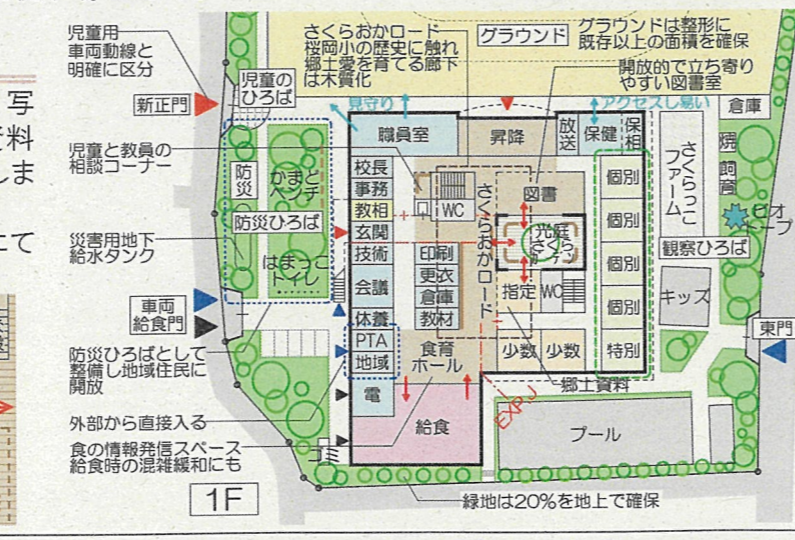 児童用
車両動線と
明確に区分
さくらおかロード
桜岡小の歴史に触れ
郷土愛を育てる廊下
は木質化
グラウンド
グラウンドは整形に
既存以上の面積を確保
開放的で立ち寄り
やすい図書室
写
資料
しま
立て
新正門
児童の
ひろば
見守り
アクセスし易い
倉庫
職員室
昇降
放送
保健
保相
焼
飼育
さくらっこ
ファーム
児童と教員の
相談コーナー
防災
かまど
ベンチ
防災ひろば
校長
事務
教相
玄関
技術
会議
体養
PTA
地域
電
WC
図書
さくらおかロード
個別
個別
個別
個別
特別
光庭
さくら
テ
ビオ
トープ
観察ひろば
災害用地下
給水タンク
はまっこ
トイレ
印刷
更衣
倉庫
教材
指定
WC
キッズ
車両
給食門
東門
食育
ホール
少数
少数
防災ひろばとして
整備し地域住民に
開放
郷土資料
EXP.J
外部から直接入る
給食
プール
食の情報発信スペース
給食時の混雑緩和にも
ゴミ
1F
緑地は20%を地上で確保